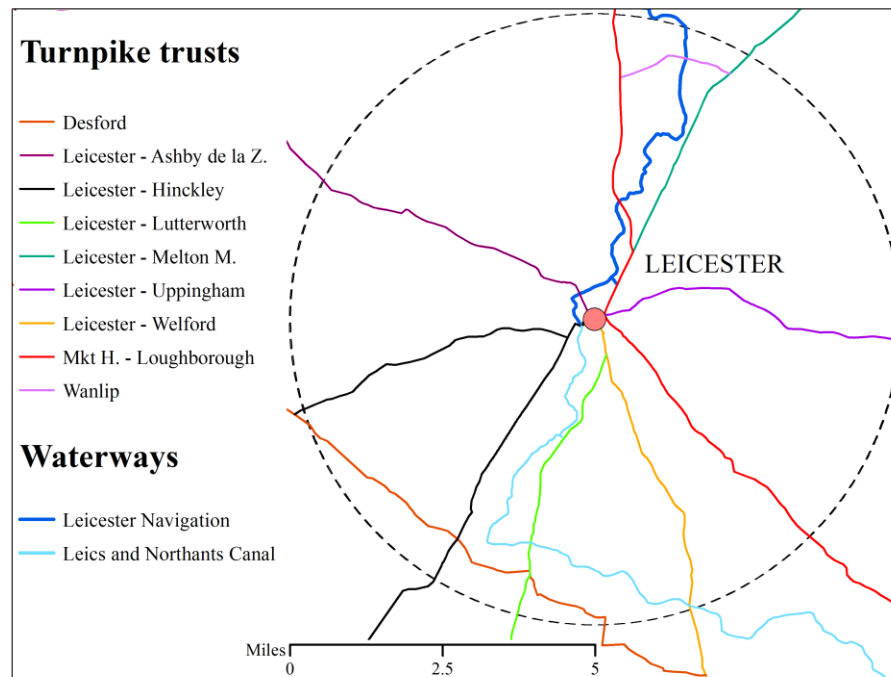 Turnpike trusts
Desford
Leicester - Ashby de la Z.
Leicester - Hinckley
Leicester - Lutterworth
Leicester - Melton M.
Leicester - Uppingham
Leicester - Welford
Mkt H. - Loughborough
Wanlip
Waterways
Leicester Navigation
Leics and Northants Canal
LEICESTER
Miles
0 2.5 5